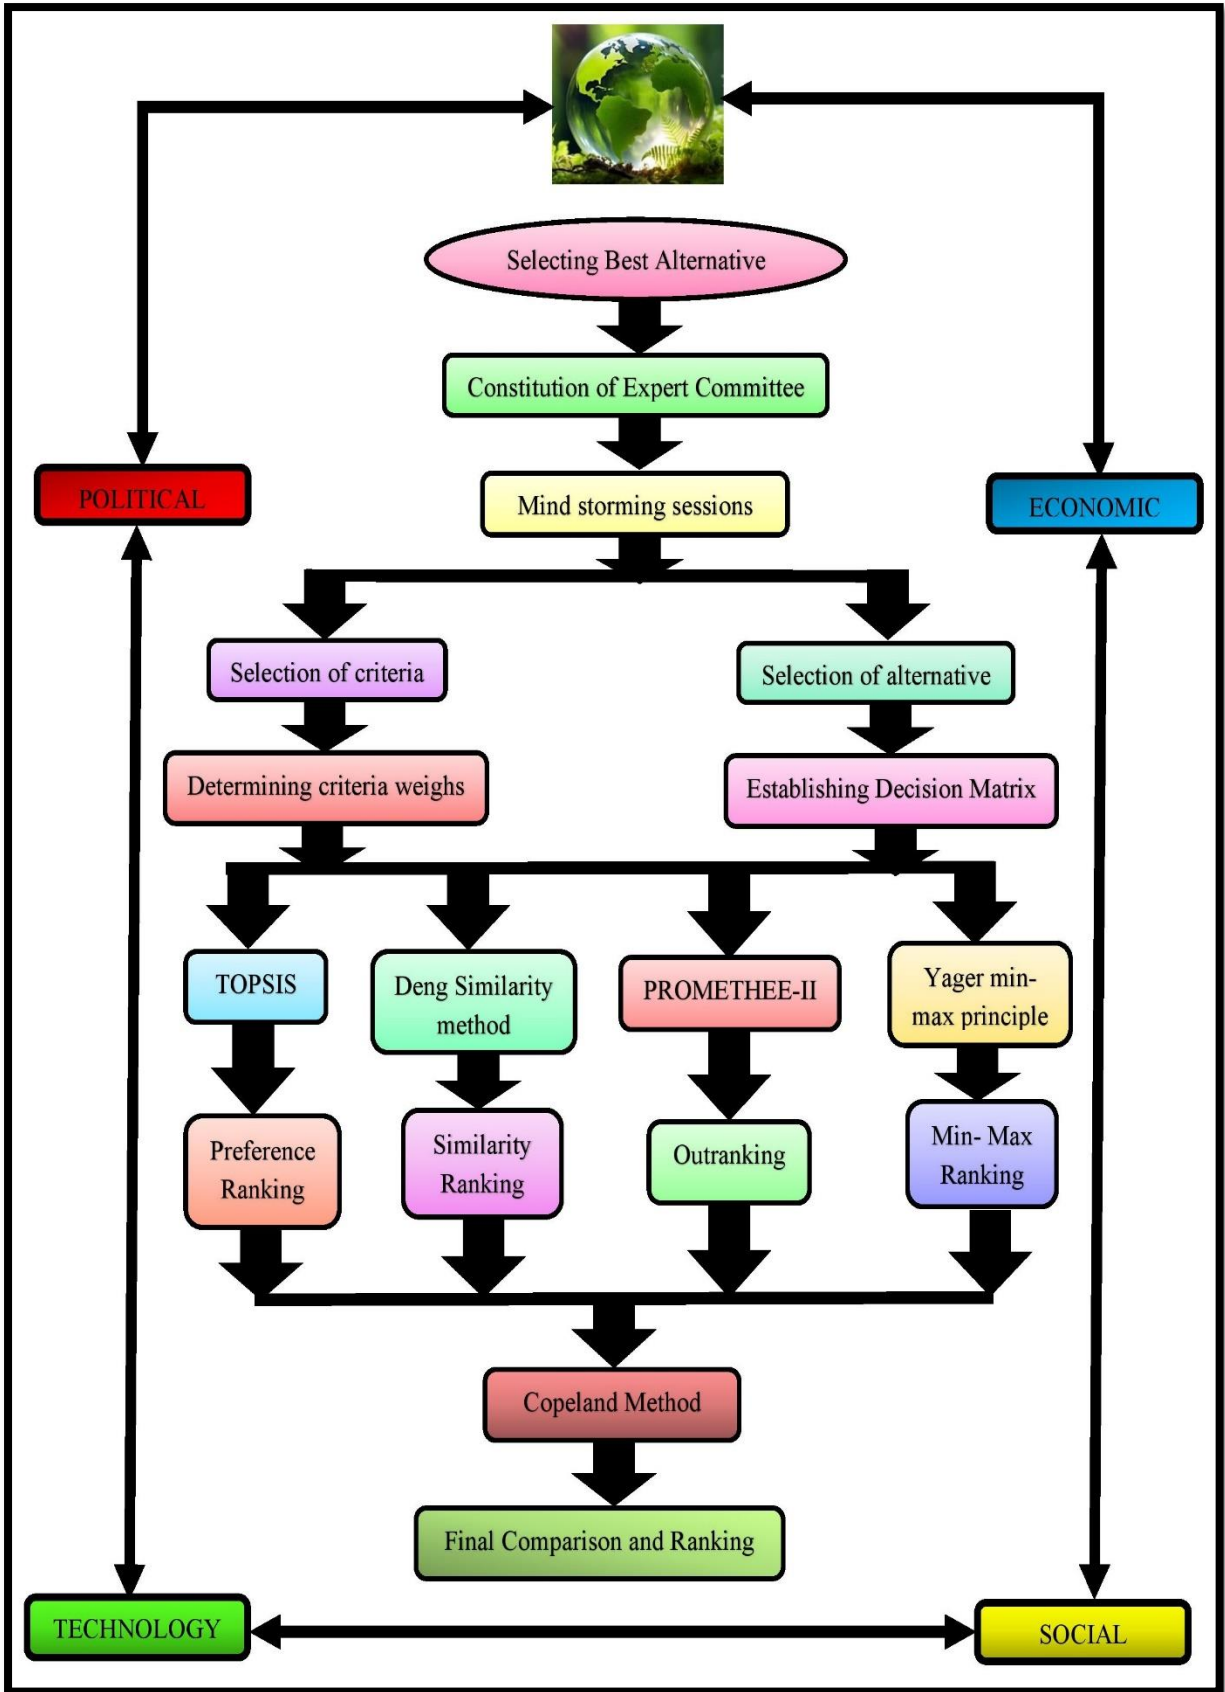 Selecting Best Alternative
Constitution of Expert Committee
POLITICAL
Mind storming sessions
ECONOMIC
Selection of criteria
Selection of alternative
Determining criteria weighs
Establishing Decision Matrix
TOPSIS
Deng Similarity
method
PROMETHEE-II
Yager min-
max principle
Preference
Ranking
Similarity
Ranking
Outranking
Min- Max
Ranking
Copeland Method
Final Comparison and Ranking
TECHNOLOGY
SOCIAL